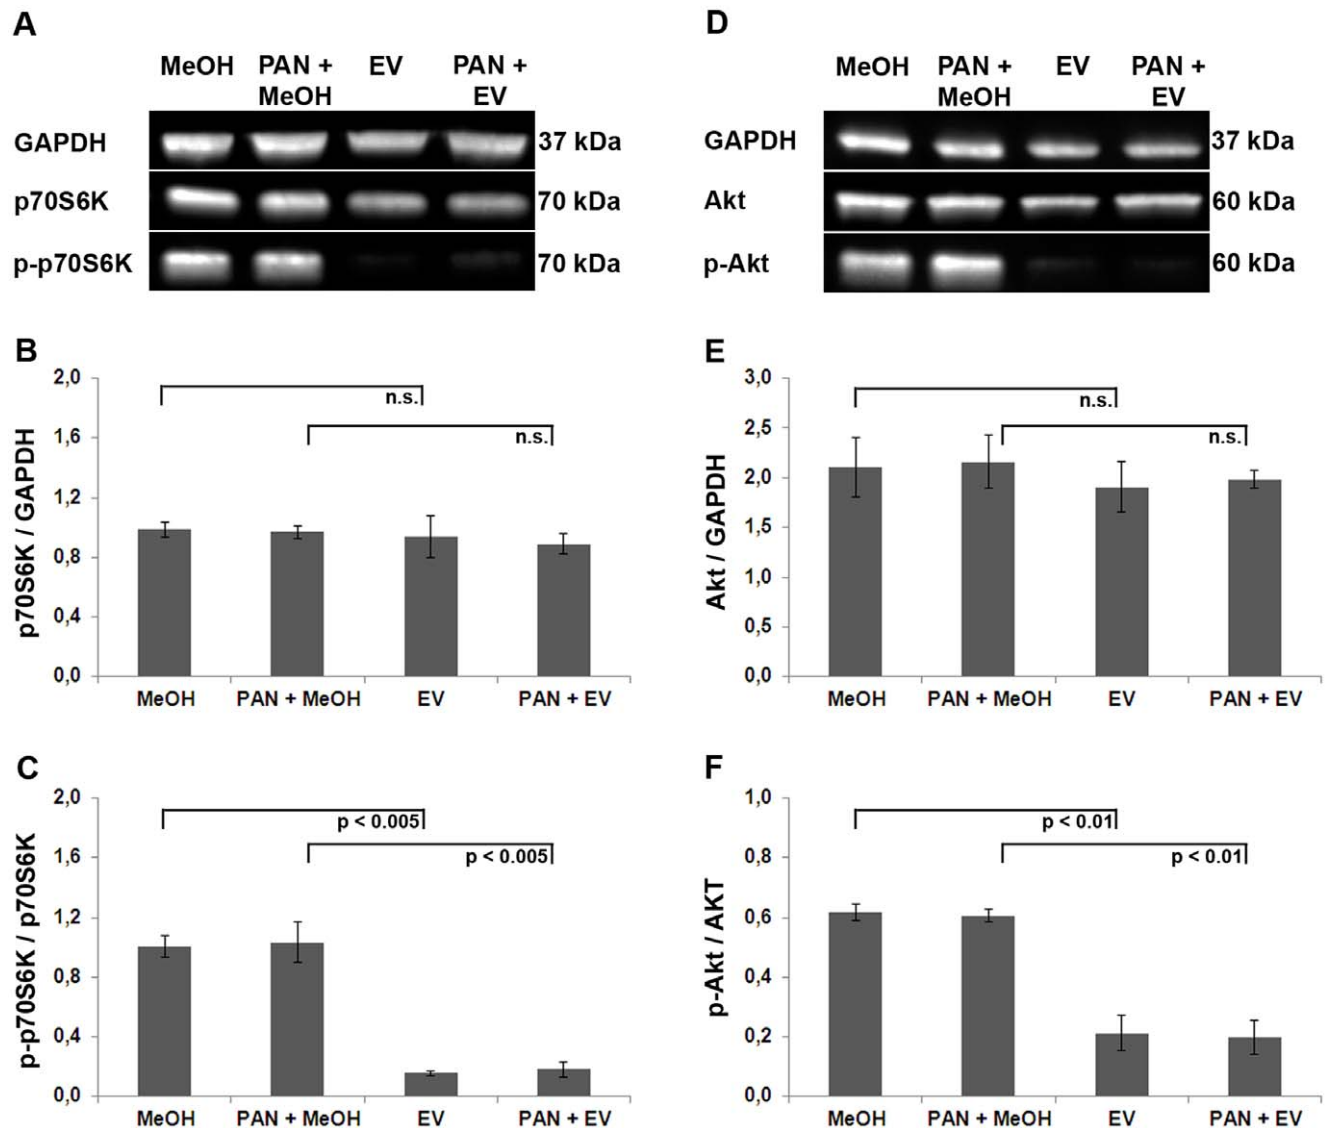 A
MeOH PAN + MeOH EV PAN + EV
GAPDH 37 kDa
p70S6K 70 kDa
p-p70S6K 70 kDa
D
MeOH PAN + MeOH EV PAN + EV
GAPDH 37 kDa
Akt 60 kDa
p-Akt 60 kDa
B
p70S6K / GAPDH
2,0
1,6
1,2
0,8
0,4
0,0
n.s.
n.s.
MeOH PAN + MeOH EV PAN + EV
E
Akt / GAPDH
3,0
2,5
2,0
1,5
1,0
0,5
0,0
n.s.
n.s.
MeOH PAN + MeOH EV PAN + EV
C
p-p70S6K / p70S6K
2,0
1,6
1,2
0,8
0,4
0,0
p < 0.005
p < 0.005
MeOH PAN + MeOH EV PAN + EV
F
p-Akt / AKT
1,0
0,8
0,6
0,4
0,2
0,0
p < 0.01
p < 0.01
MeOH PAN + MeOH EV PAN + EV